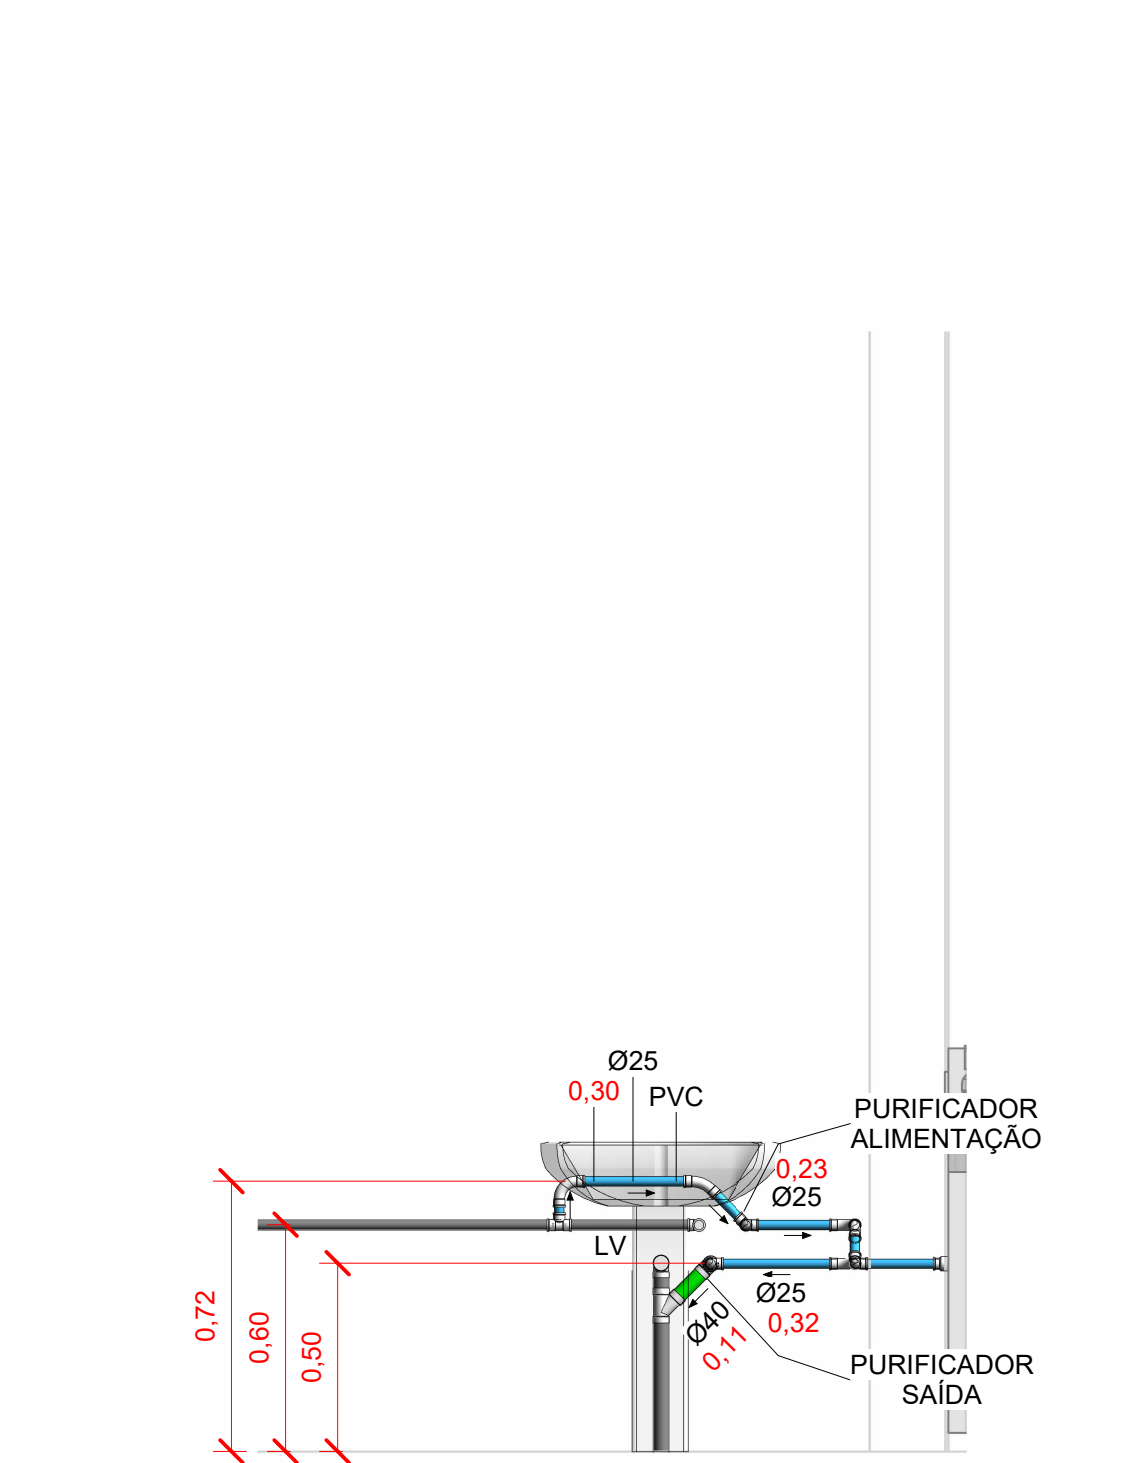 Ø25
0,30
PVC
PURIFICADOR
ALIMENTAÇÃO
0,23
Ø25
LV
Ø25
0,32
Ø40
0,11
0,72
0,60
0,50
PURIFICADOR
SAÍDA